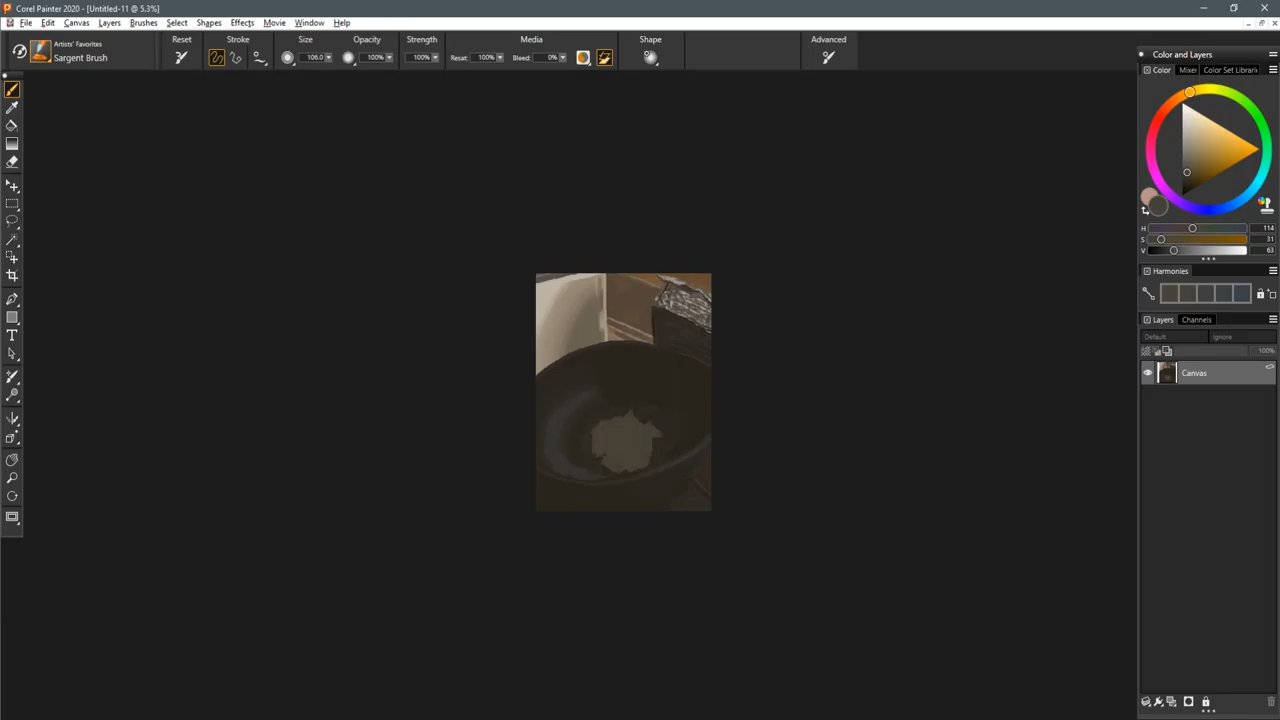 Corel Painter 2020 - [Untitled-11 @ 5.3%]
File Edit Canvas Layers Brushes Select Shapes Effects Movie Window Help
Artists' Favorites
Sargent Brush
Reset Stroke Size Opacity Strength Media Shape Advanced
106.0 100% 100% Reset: 100% Bleed: 0%
Color and Layers
Color Mixer Color Set Librari
H 114
S 31
V 63
Harmonies
Layers Channels
Default Ignore
100%
Canvas